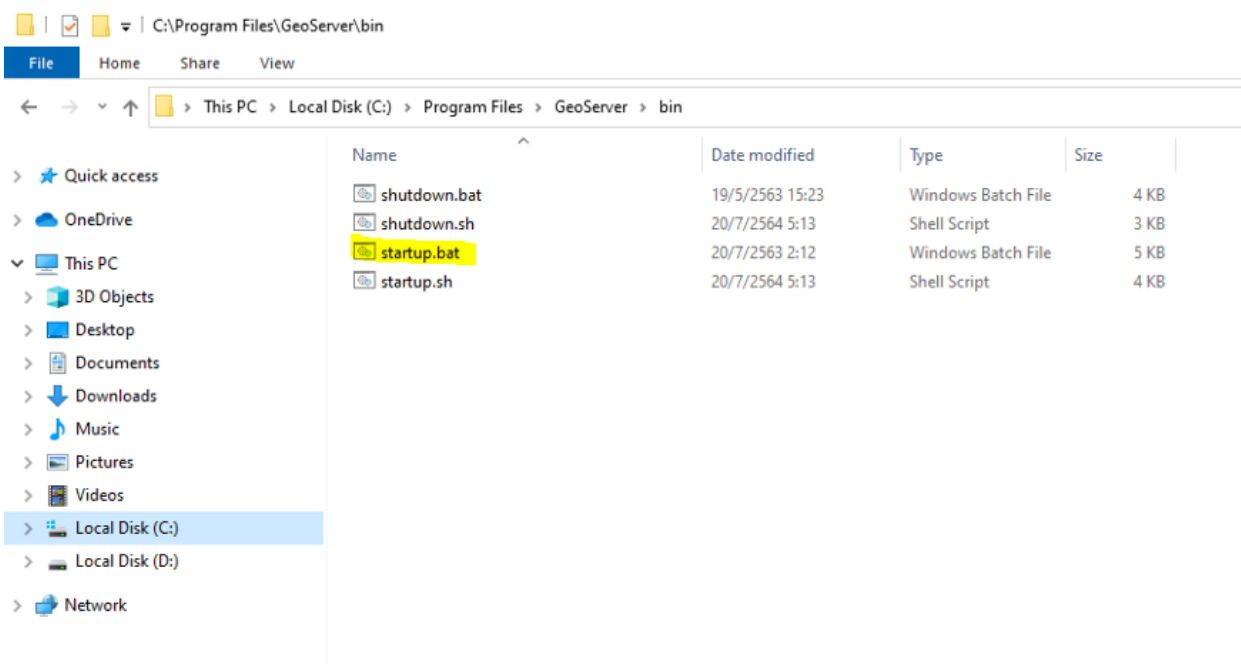 C:\Program Files\GeoServer\bin
File Home Share View
This PC > Local Disk (C:) > Program Files > GeoServer > bin
Name Date modified Type Size
Quick access
OneDrive
This PC
3D Objects
Desktop
Documents
Downloads
Music
Pictures
Videos
Local Disk (C:)
Local Disk (D:)
Network
shutdown.bat 19/5/2563 15:23 Windows Batch File 4 KB
shutdown.sh 20/7/2564 5:13 Shell Script 3 KB
startup.bat 20/7/2563 2:12 Windows Batch File 5 KB
startup.sh 20/7/2564 5:13 Shell Script 4 KB